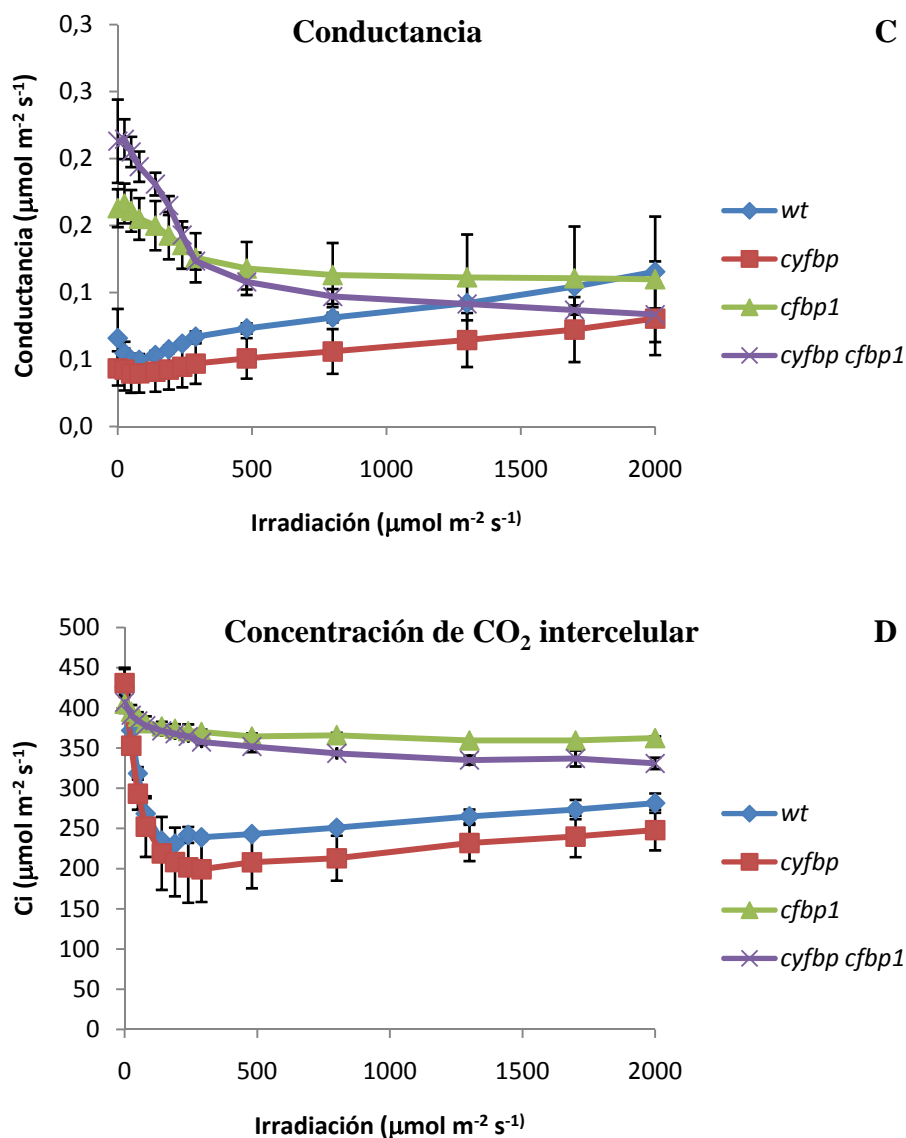 Conductancia
C
Conductancia (μmol m⁻² s⁻¹)
0,3
0,3
0,2
0,2
0,1
0,1
0,0
0
500
1000
1500
2000
Irradiación (μmol m⁻² s⁻¹)
wt
cyfbp
cfbp1
cyfbp cfbp1
Concentración de CO₂ intercelular
D
Ci (μmol m⁻² s⁻¹)
500
450
400
350
300
250
200
150
100
50
0
0
500
1000
1500
2000
Irradiación (μmol m⁻² s⁻¹)
wt
cyfbp
cfbp1
cyfbp cfbp1